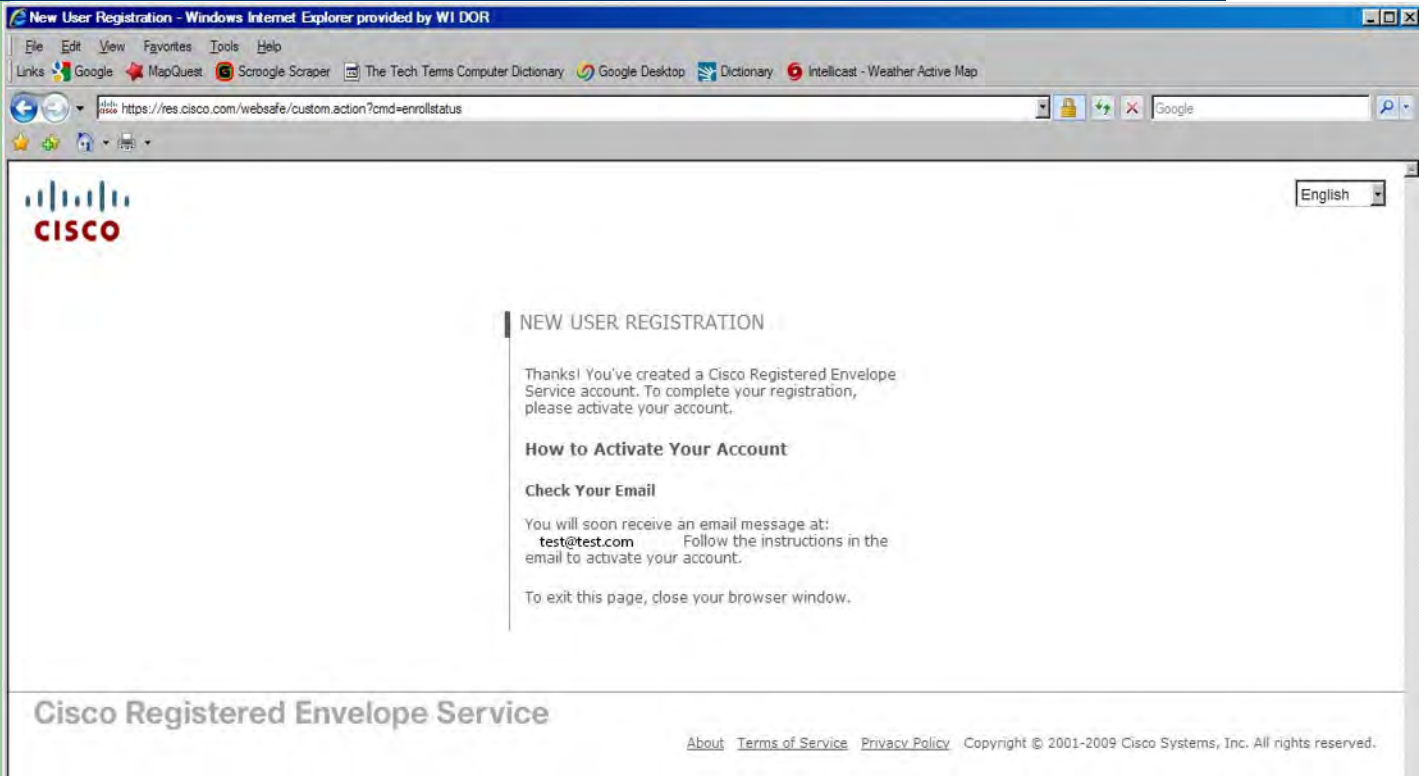 New User Registration - Windows Internet Explorer provided by WI DOR
File Edit View Favorites Tools Help
Links Google MapQuest Scroogle Scraper The Tech Terms Computer Dictionary Google Desktop Dictionary Intellicast - Weather Active Map
https://res.cisco.com/websafe/custom.action?cmd=enrollstatus Google
CISCO English
NEW USER REGISTRATION
Thanks! You've created a Cisco Registered Envelope
Service account. To complete your registration,
please activate your account.
How to Activate Your Account
Check Your Email
You will soon receive an email message at:
test@test.com Follow the instructions in the
email to activate your account.
To exit this page, close your browser window.
Cisco Registered Envelope Service
About Terms of Service Privacy Policy Copyright © 2001-2009 Cisco Systems, Inc. All rights reserved.